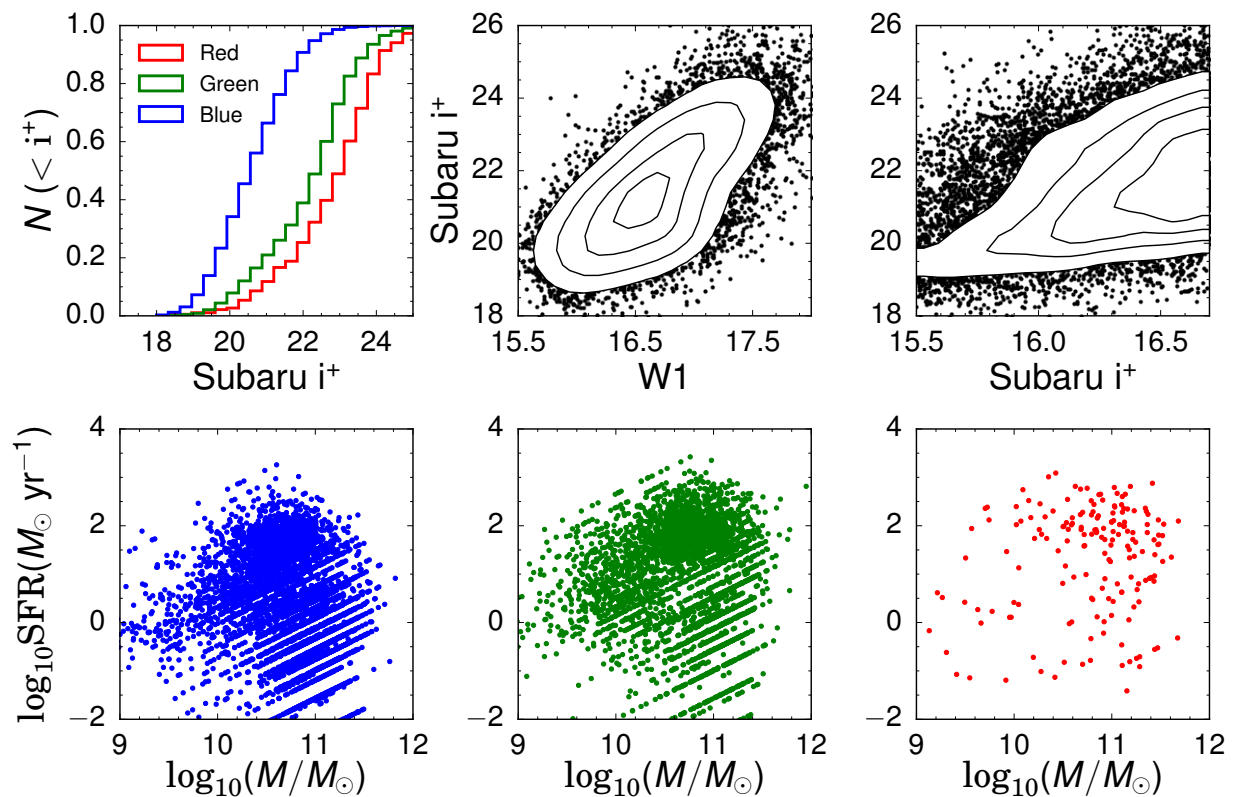 1.0
0.8
0.6
0.4
0.2
0.0
N (< i⁺)
Red
Green
Blue
18 20 22 24
Subaru i⁺
26
24
22
20
18
Subaru i⁺
15.5 16.5 17.5
W1
26
24
22
20
18
15.5 16.0 16.5
Subaru i⁺
4
2
0
−2
log₁₀SFR(M⊙ yr⁻¹)
9 10 11 12
log₁₀(M/M⊙)
4
2
0
−2
9 10 11 12
log₁₀(M/M⊙)
4
2
0
−2
9 10 11 12
log₁₀(M/M⊙)